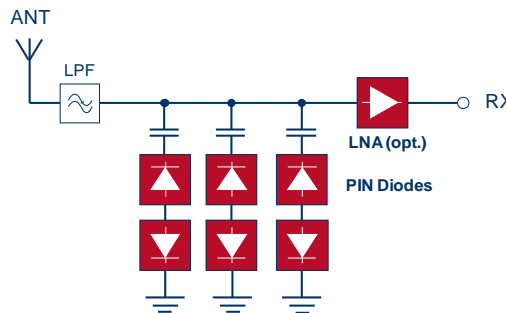 ANT
LPF
RX
LNA (opt.)
PIN Diodes